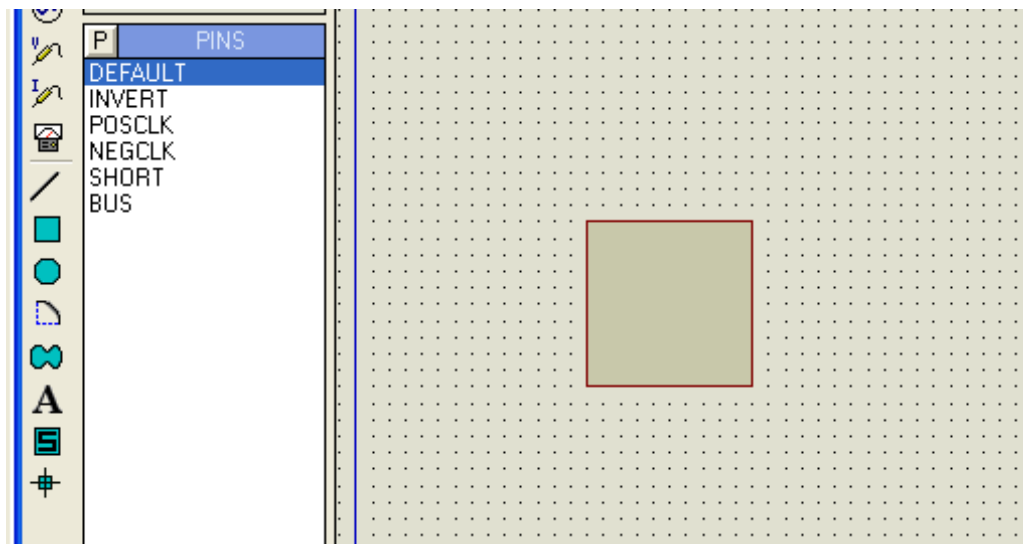 P PINS
DEFAULT
INVERT
POSCLK
NEGCLK
SHORT
BUS
V
I
A
S